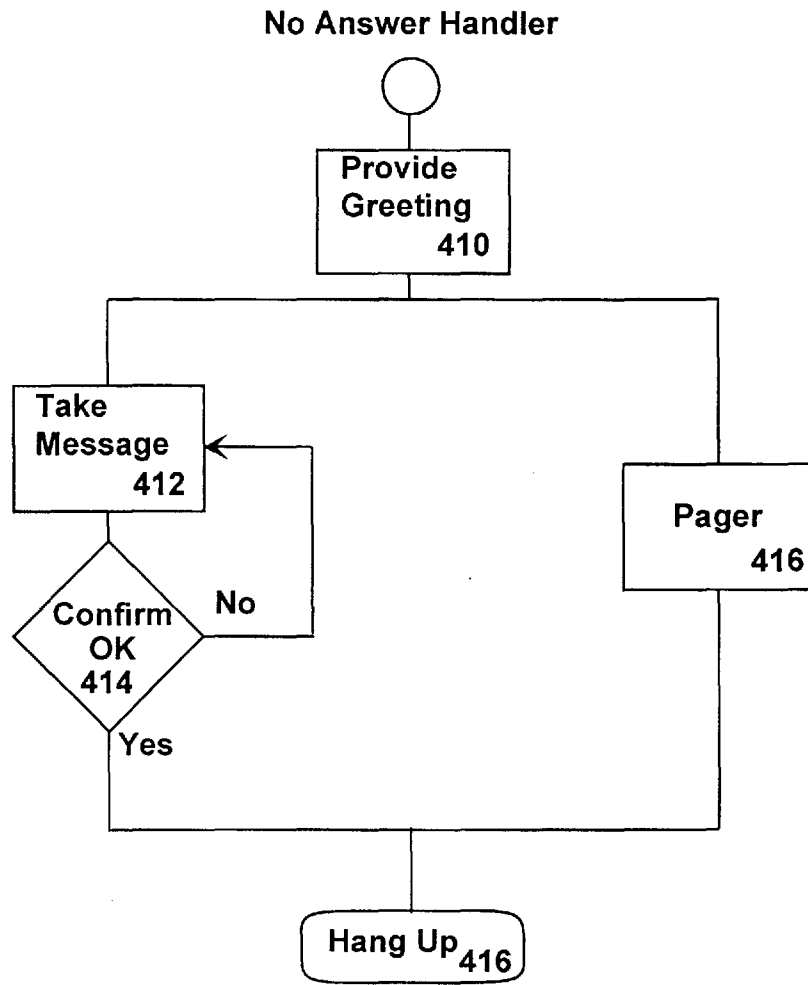 No Answer Handler
Provide
Greeting
410
Take
Message
412
Pager
416
No
Confirm
OK
414
Yes
Hang Up
416